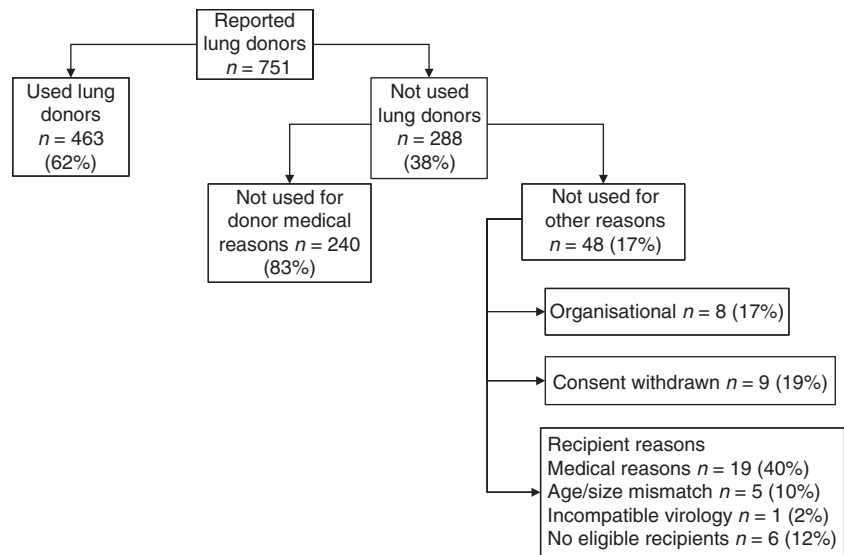 Reported
lung donors
n = 751
Used lung
donors
n = 463
(62%)
Not used
lung donors
n = 288
(38%)
Not used for
donor medical
reasons n = 240
(83%)
Not used for
other reasons
n = 48 (17%)
Organisational n = 8 (17%)
Consent withdrawn n = 9 (19%)
Recipient reasons
Medical reasons n = 19 (40%)
Age/size mismatch n = 5 (10%)
Incompatible virology n = 1 (2%)
No eligible recipients n = 6 (12%)